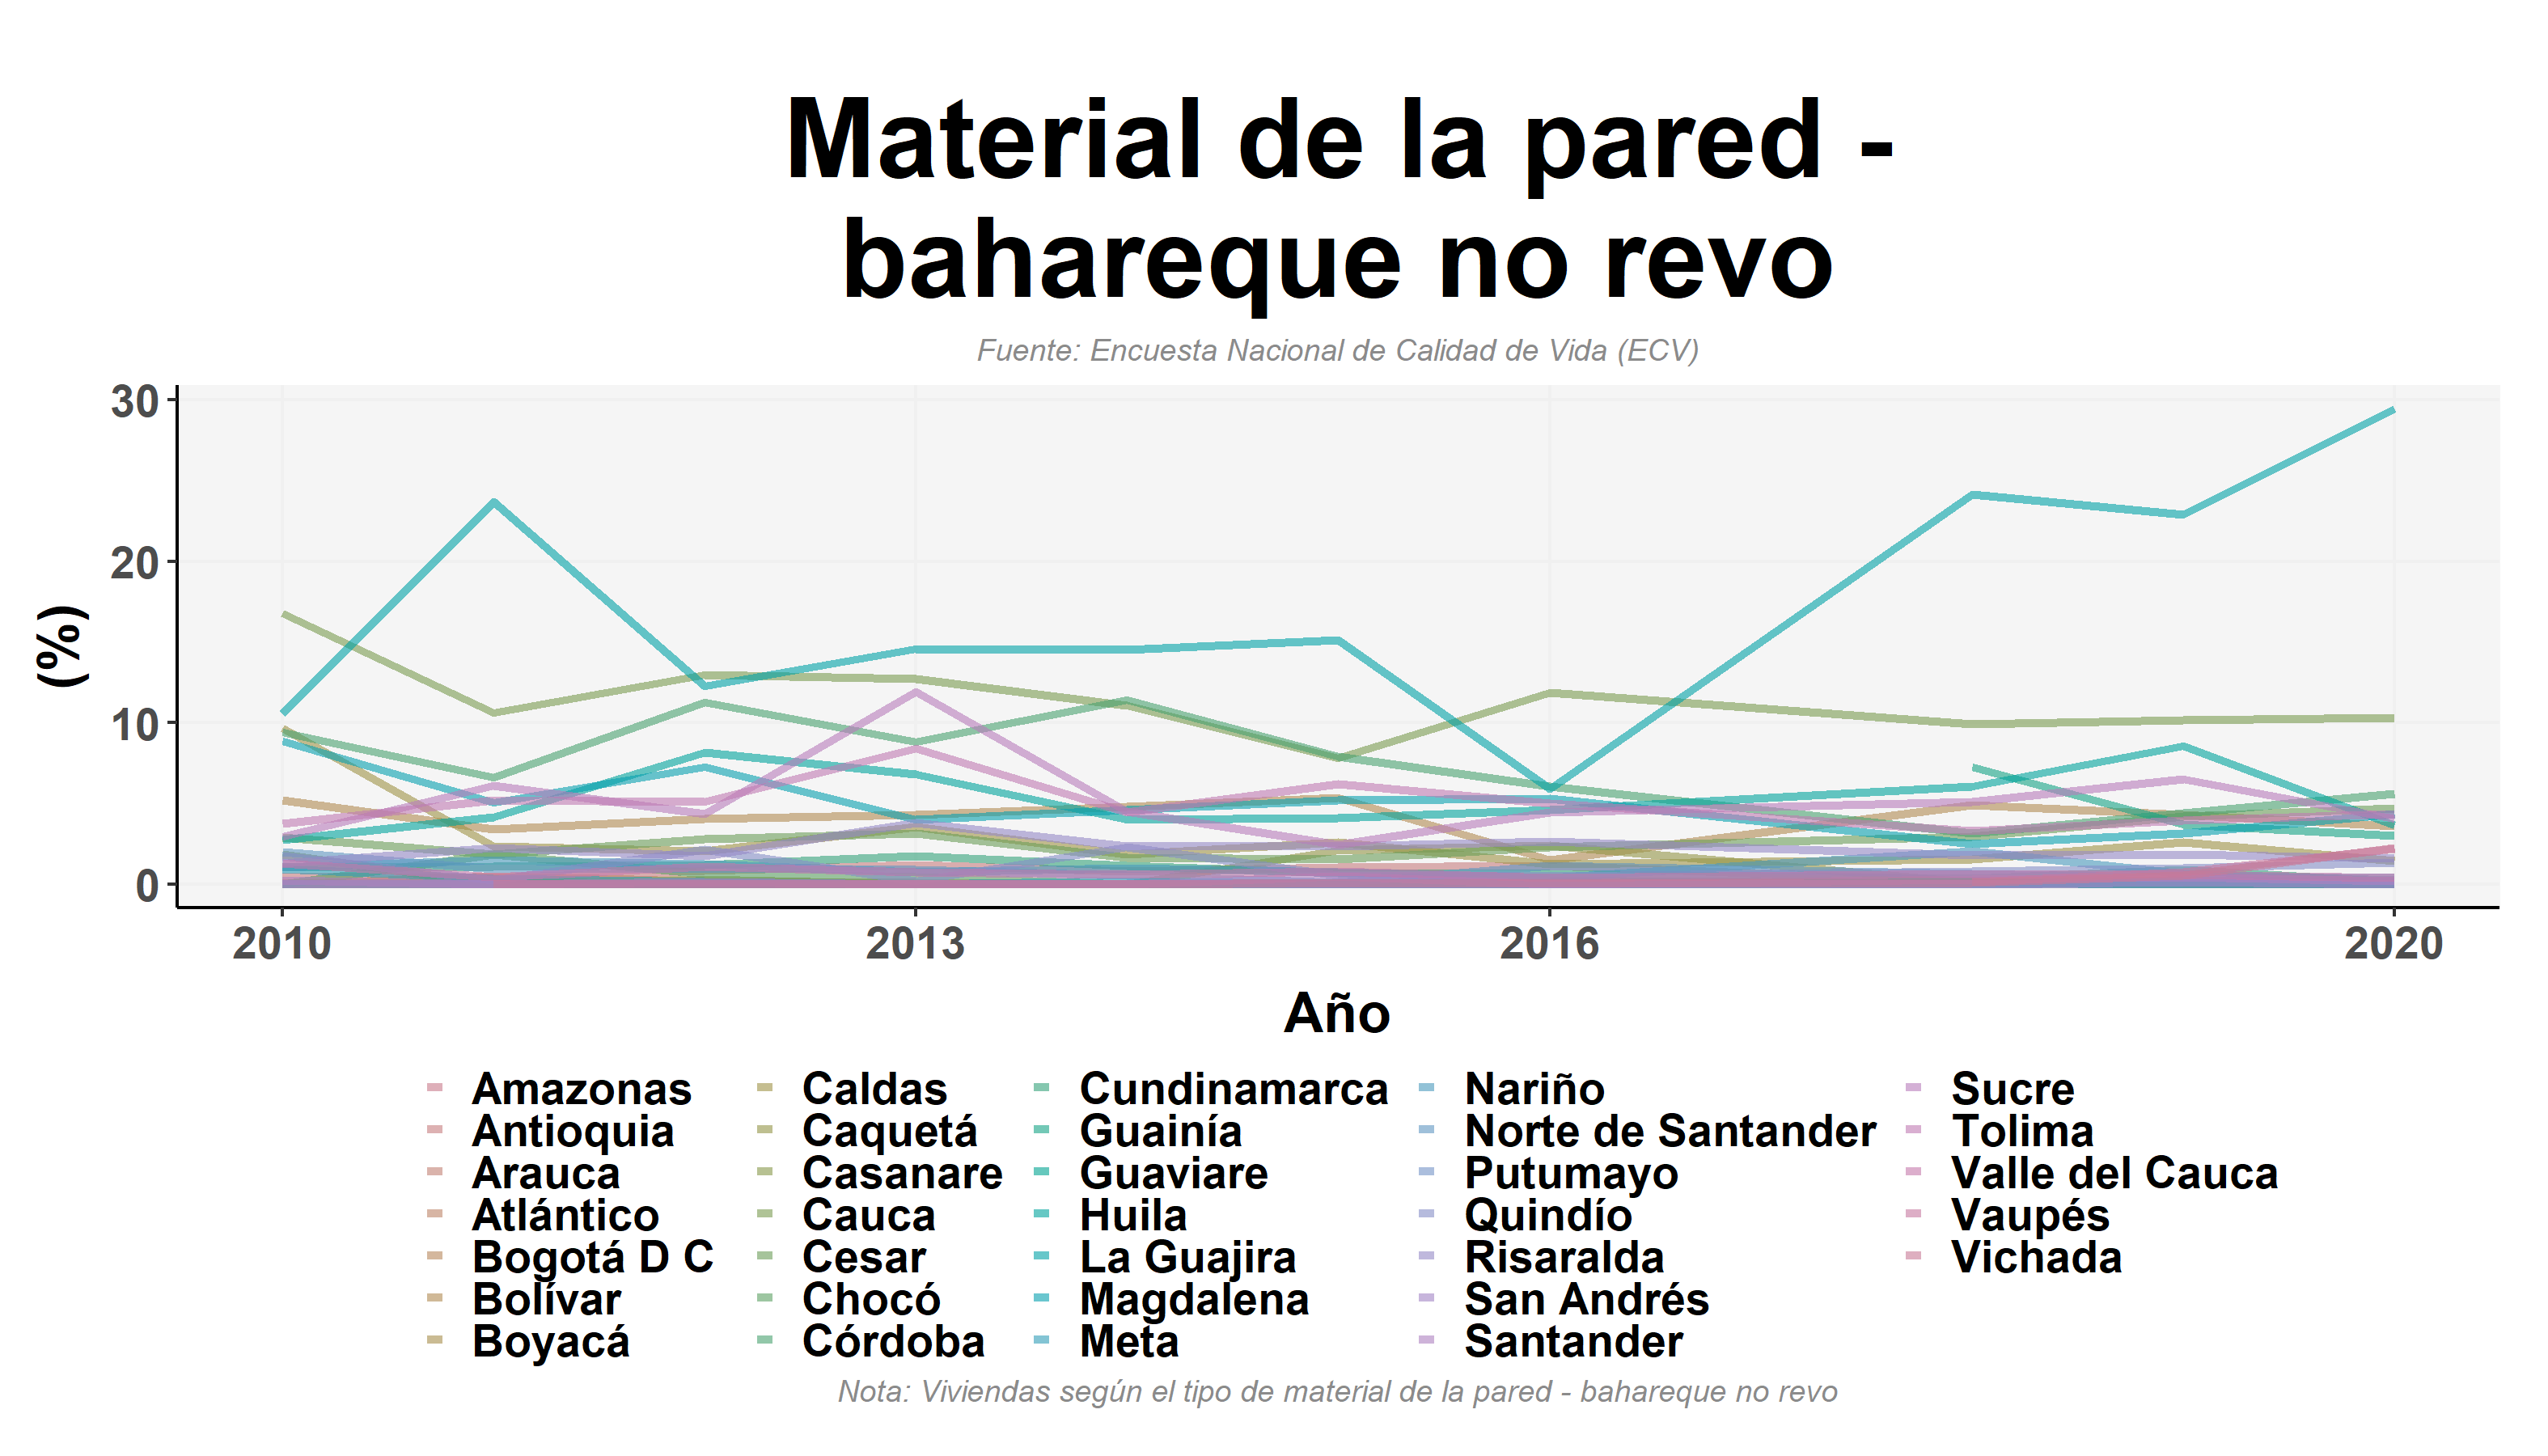 Material de la pared -
bahareque no revo
Fuente: Encuesta Nacional de Calidad de Vida (ECV)
30
20
10
0
(%)
2010 2013 2016 2020
Año
Amazonas Caldas Cundinamarca Nariño Sucre
Antioquia Caquetá Guainía Norte de Santander Tolima
Arauca Casanare Guaviare Putumayo Valle del Cauca
Atlántico Cauca Huila Quindío Vaupés
Bogotá D C Cesar La Guajira Risaralda Vichada
Bolívar Chocó Magdalena San Andrés
Boyacá Córdoba Meta Santander
Nota: Viviendas según el tipo de material de la pared - bahareque no revo